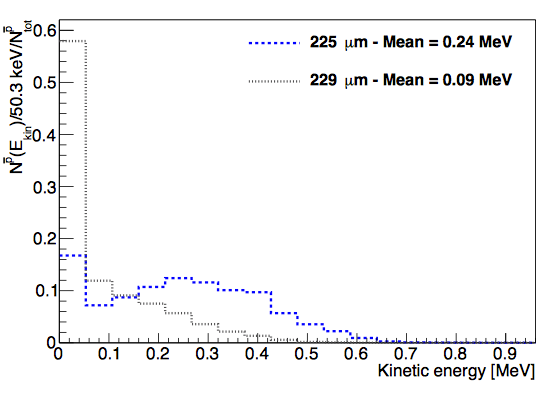 225 μm - Mean = 0.24 MeV
229 μm - Mean = 0.09 MeV
N^p̅(E_kin)/50.3 keV/N^p̅_tot
0.6
0.5
0.4
0.3
0.2
0.1
0
0 0.1 0.2 0.3 0.4 0.5 0.6 0.7 0.8 0.9
Kinetic energy [MeV]